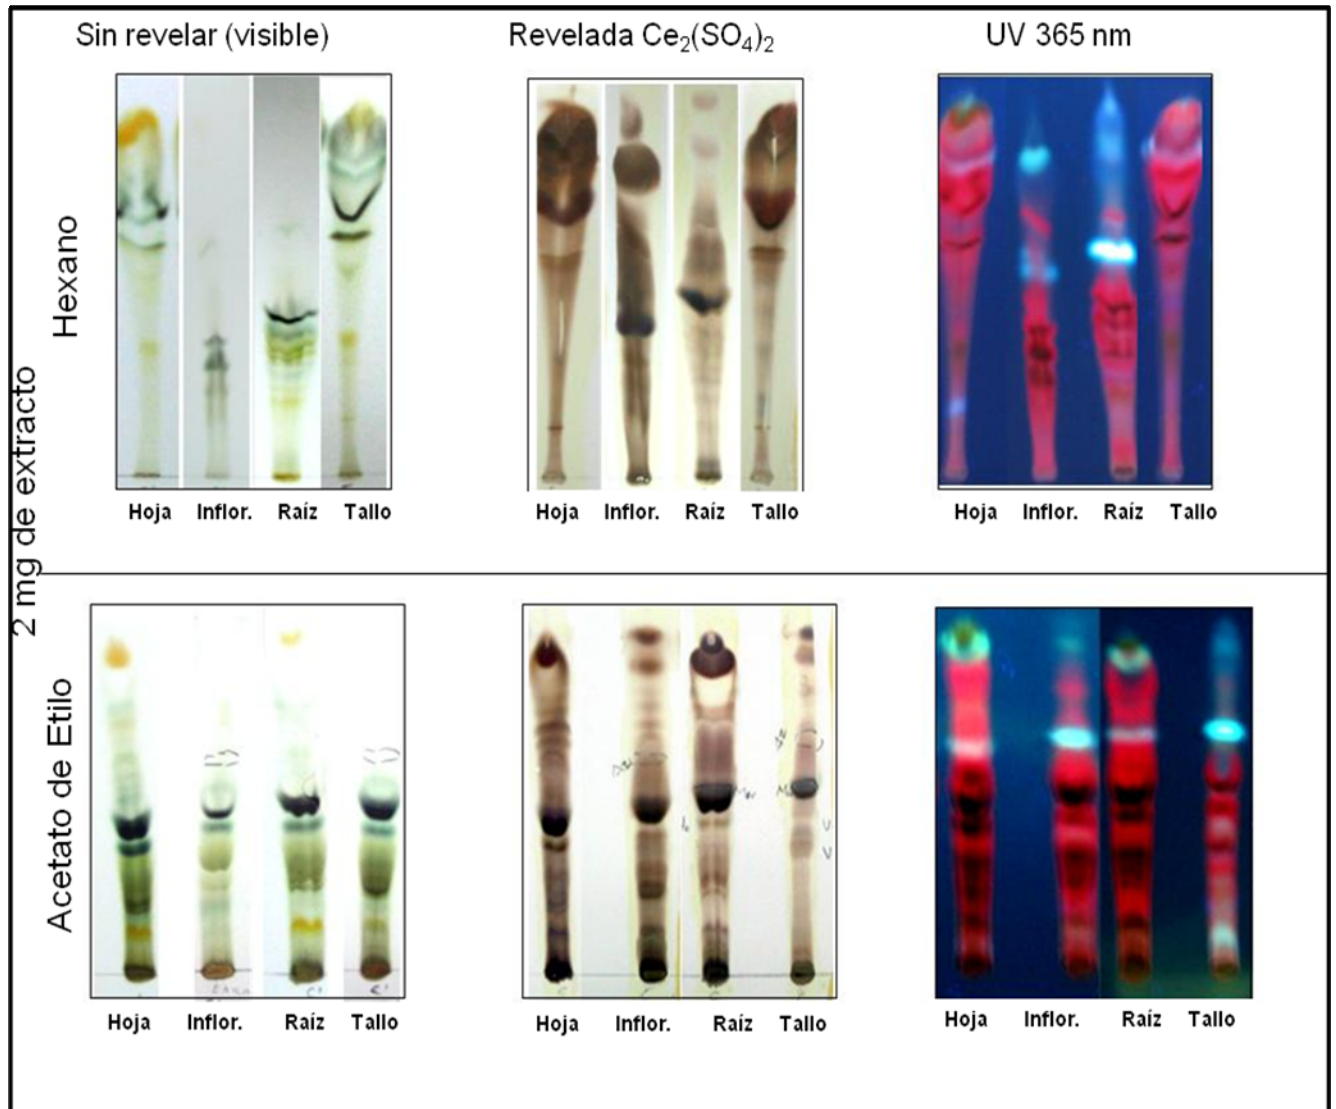 Sin revelar (visible)
Revelada Ce₂(SO₄)₂
UV 365 nm
2 mg de extracto
Hexano
Hoja Inflor. Raíz Tallo
Hoja Inflor. Raíz Tallo
Hoja Inflor. Raíz Tallo
Acetato de Etilo
Hoja Inflor. Raíz Tallo
Hoja Inflor. Raíz Tallo
Hoja Inflor. Raíz Tallo